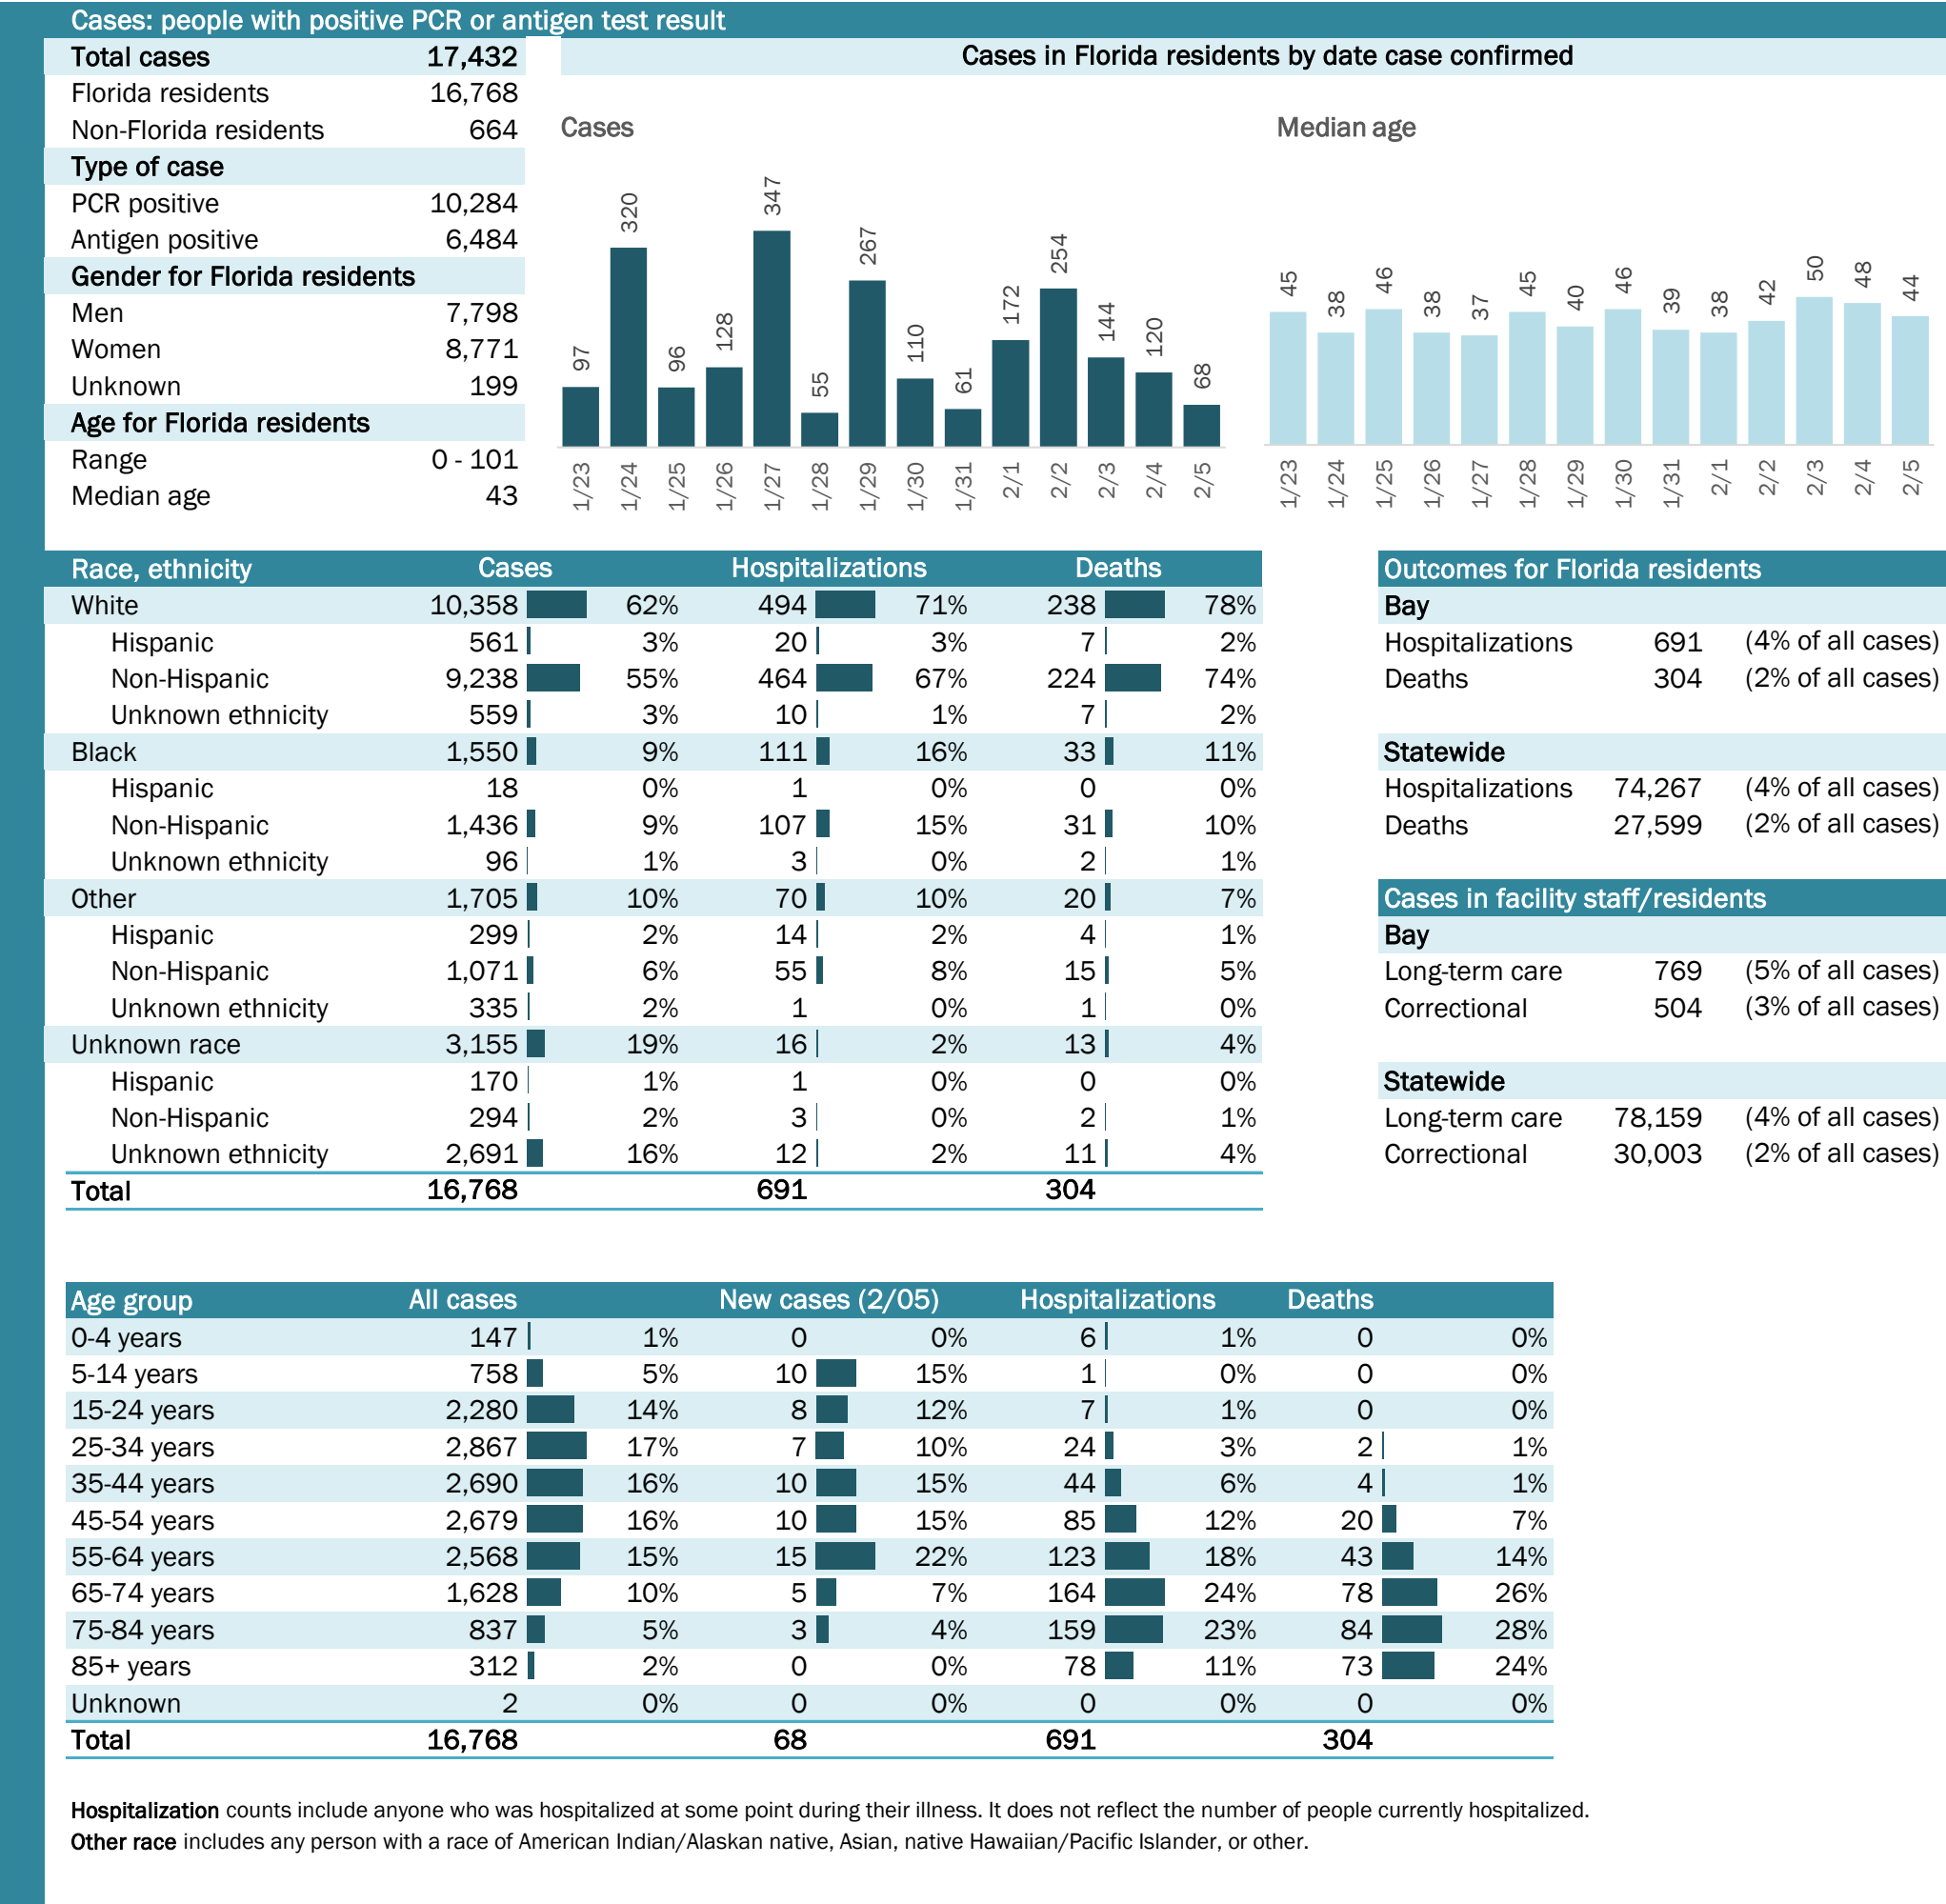 Cases: people with positive PCR or antigen test result
Total cases 17,432
Florida residents 16,768
Non-Florida residents 664
Type of case
PCR positive 10,284
Antigen positive 6,484
Gender for Florida residents
Men 7,798
Women 8,771
Unknown 199
Age for Florida residents
Range 0 - 101
Median age 43
Cases in Florida residents by date case confirmed
Cases
97 320 96 128 347 55 267 110 61 172 254 144 120 68
1/23 1/24 1/25 1/26 1/27 1/28 1/29 1/30 1/31 2/1 2/2 2/3 2/4 2/5
Median age
45 38 46 38 37 45 40 46 39 38 42 50 48 44
1/23 1/24 1/25 1/26 1/27 1/28 1/29 1/30 1/31 2/1 2/2 2/3 2/4 2/5
Race, ethnicity Cases Hospitalizations Deaths
White 10,358 62% 494 71% 238 78%
Hispanic 561 3% 20 3% 7 2%
Non-Hispanic 9,238 55% 464 67% 224 74%
Unknown ethnicity 559 3% 10 1% 7 2%
Black 1,550 9% 111 16% 33 11%
Hispanic 18 0% 1 0% 0 0%
Non-Hispanic 1,436 9% 107 15% 31 10%
Unknown ethnicity 96 1% 3 0% 2 1%
Other 1,705 10% 70 10% 20 7%
Hispanic 299 2% 14 2% 4 1%
Non-Hispanic 1,071 6% 55 8% 15 5%
Unknown ethnicity 335 2% 1 0% 1 0%
Unknown race 3,155 19% 16 2% 13 4%
Hispanic 170 1% 1 0% 0 0%
Non-Hispanic 294 2% 3 0% 2 1%
Unknown ethnicity 2,691 16% 12 2% 11 4%
Total 16,768 691 304
Outcomes for Florida residents
Bay
Hospitalizations 691 (4% of all cases)
Deaths 304 (2% of all cases)
Statewide
Hospitalizations 74,267 (4% of all cases)
Deaths 27,599 (2% of all cases)
Cases in facility staff/residents
Bay
Long-term care 769 (5% of all cases)
Correctional 504 (3% of all cases)
Statewide
Long-term care 78,159 (4% of all cases)
Correctional 30,003 (2% of all cases)
Age group All cases New cases (2/05) Hospitalizations Deaths
0-4 years 147 1% 0 0% 6 1% 0 0%
5-14 years 758 5% 10 15% 1 0% 0 0%
15-24 years 2,280 14% 8 12% 7 1% 0 0%
25-34 years 2,867 17% 7 10% 24 3% 2 1%
35-44 years 2,690 16% 10 15% 44 6% 4 1%
45-54 years 2,679 16% 10 15% 85 12% 20 7%
55-64 years 2,568 15% 15 22% 123 18% 43 14%
65-74 years 1,628 10% 5 7% 164 24% 78 26%
75-84 years 837 5% 3 4% 159 23% 84 28%
85+ years 312 2% 0 0% 78 11% 73 24%
Unknown 2 0% 0 0% 0 0% 0 0%
Total 16,768 68 691 304
Hospitalization counts include anyone who was hospitalized at some point during their illness. It does not reflect the number of people currently hospitalized.
Other race includes any person with a race of American Indian/Alaskan native, Asian, native Hawaiian/Pacific Islander, or other.